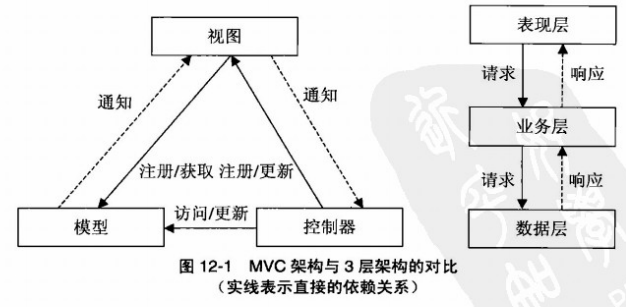 视图
通知
通知
注册/获取 注册/更新
模型
访问/更新
控制器
表现层
请求
响应
业务层
请求
响应
数据层
图 12-1 MVC 架构与 3 层架构的对比
（实线表示直接的依赖关系）